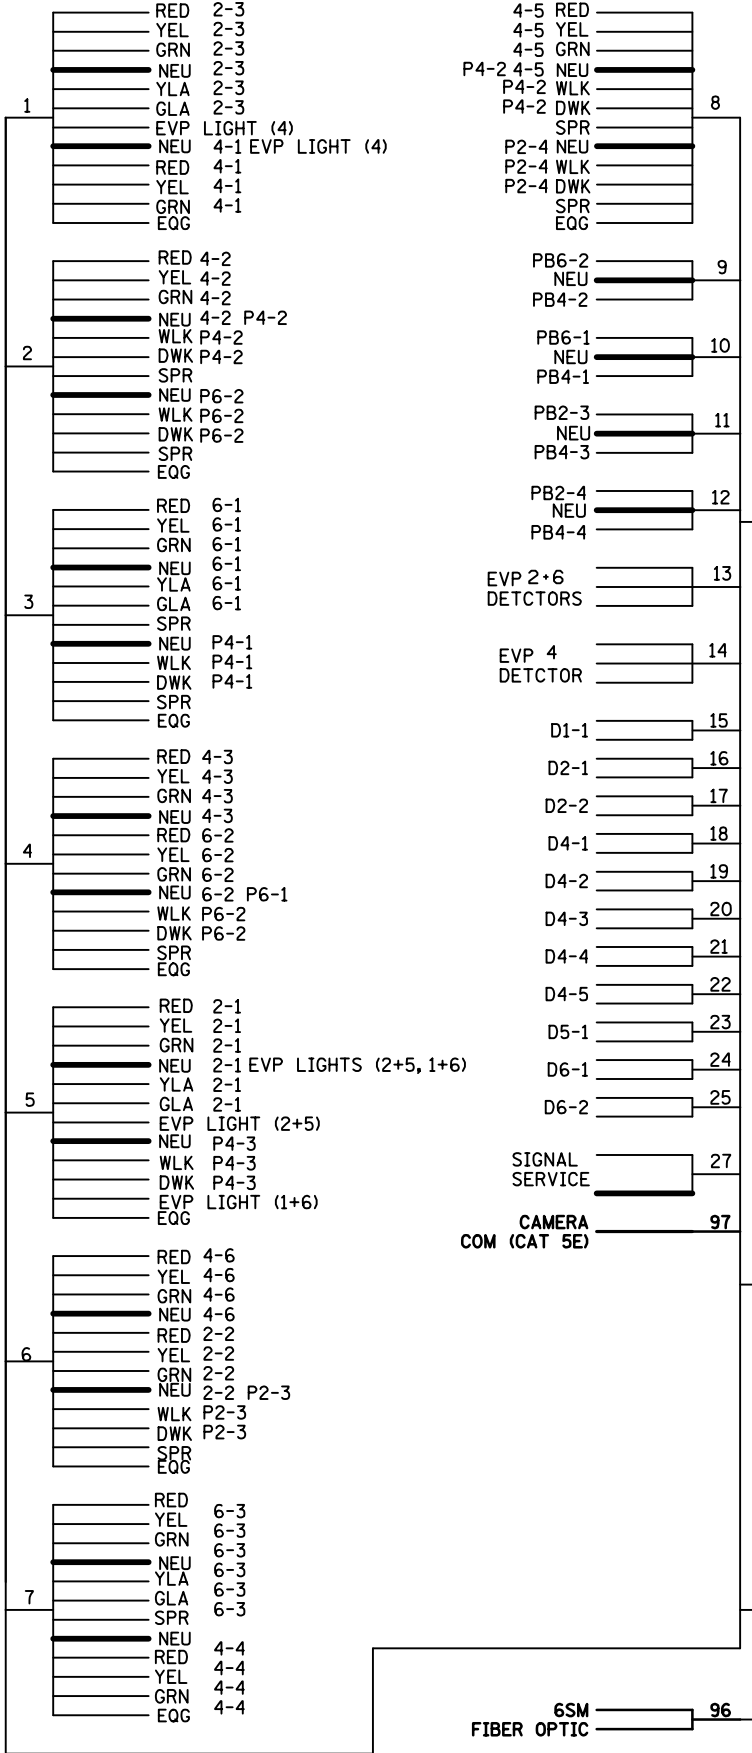 1
RED 2-3
YEL 2-3
GRN 2-3
NEU 2-3
YLA 2-3
GLA 2-3
EVP LIGHT (4)
NEU 4-1 EVP LIGHT (4)
RED 4-1
YEL 4-1
GRN 4-1
EQG
2
RED 4-2
YEL 4-2
GRN 4-2
NEU 4-2 P4-2
WLK P4-2
DWK P4-2
SPR
NEU P6-2
WLK P6-2
DWK P6-2
SPR
EQG
3
RED 6-1
YEL 6-1
GRN 6-1
NEU 6-1
YLA 6-1
GLA 6-1
SPR
NEU P4-1
WLK P4-1
DWK P4-1
SPR
EQG
4
RED 4-3
YEL 4-3
GRN 4-3
NEU 4-3
RED 6-2
YEL 6-2
GRN 6-2
NEU 6-2 P6-1
WLK P6-2
DWK P6-2
SPR
EQG
5
RED 2-1
YEL 2-1
GRN 2-1
NEU 2-1 EVP LIGHTS (2+5, 1+6)
YLA 2-1
GLA 2-1
EVP LIGHT (2+5)
NEU P4-3
WLK P4-3
DWK P4-3
EVP LIGHT (1+6)
EQG
6
RED 4-6
YEL 4-6
GRN 4-6
NEU 4-6
RED 2-2
YEL 2-2
GRN 2-2
NEU 2-2 P2-3
WLK P2-3
DWK P2-3
SPR
EQG
7
RED
YEL 6-3
GRN 6-3
NEU 6-3
YLA 6-3
GLA 6-3
SPR 6-3
NEU
RED 4-4
YEL 4-4
GRN 4-4
EQG 4-4
8
4-5 RED
4-5 YEL
4-5 GRN
P4-2 4-5 NEU
P4-2 WLK
P4-2 DWK
SPR
P2-4 NEU
P2-4 WLK
P2-4 DWK
SPR
EQG
PB6-2
NEU 9
PB4-2
PB6-1
NEU 10
PB4-1
PB2-3
NEU 11
PB4-3
PB2-4
NEU 12
PB4-4
EVP 2+6 13
DETCTORS
EVP 4 14
DETCTOR
D1-1 15
D2-1 16
D2-2 17
D4-1 18
D4-2 19
D4-3 20
D4-4 21
D4-5 22
D5-1 23
D6-1 24
D6-2 25
SIGNAL 27
SERVICE
CAMERA 97
COM (CAT 5E)
6SM 96
FIBER OPTIC